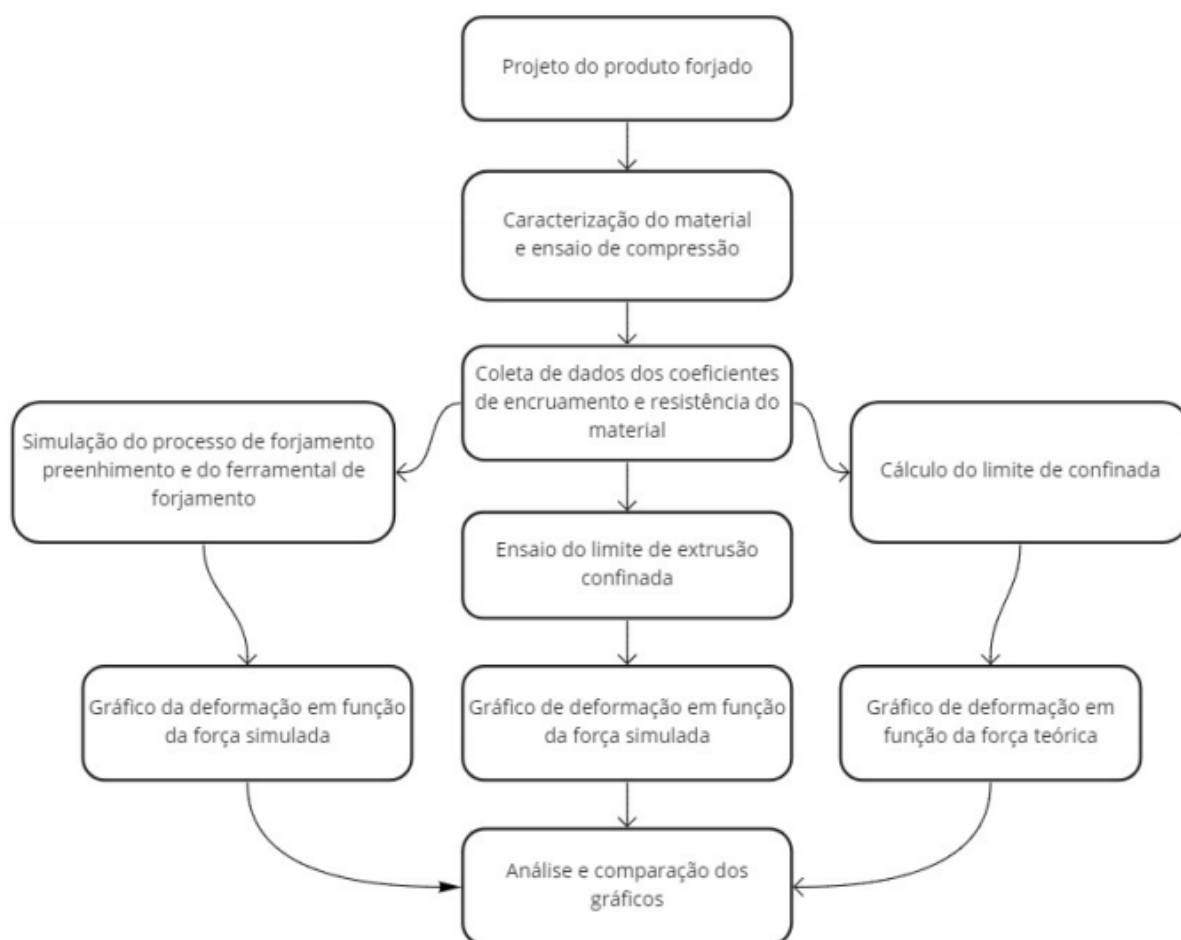 Projeto do produto forjado
Caracterização do material
e ensaio de compressão
Coleta de dados dos coeficientes
de encruamento e resistência do
material
Simulação do processo de forjamento
preenhimento e do ferramental de
forjamento
Cálculo do limite de confinada
Ensaio do limite de extrusão
confinada
Gráfico da deformação em função
da força simulada
Gráfico de deformação em função
da força simulada
Gráfico de deformação em
função da força teórica
Análise e comparação dos
gráficos